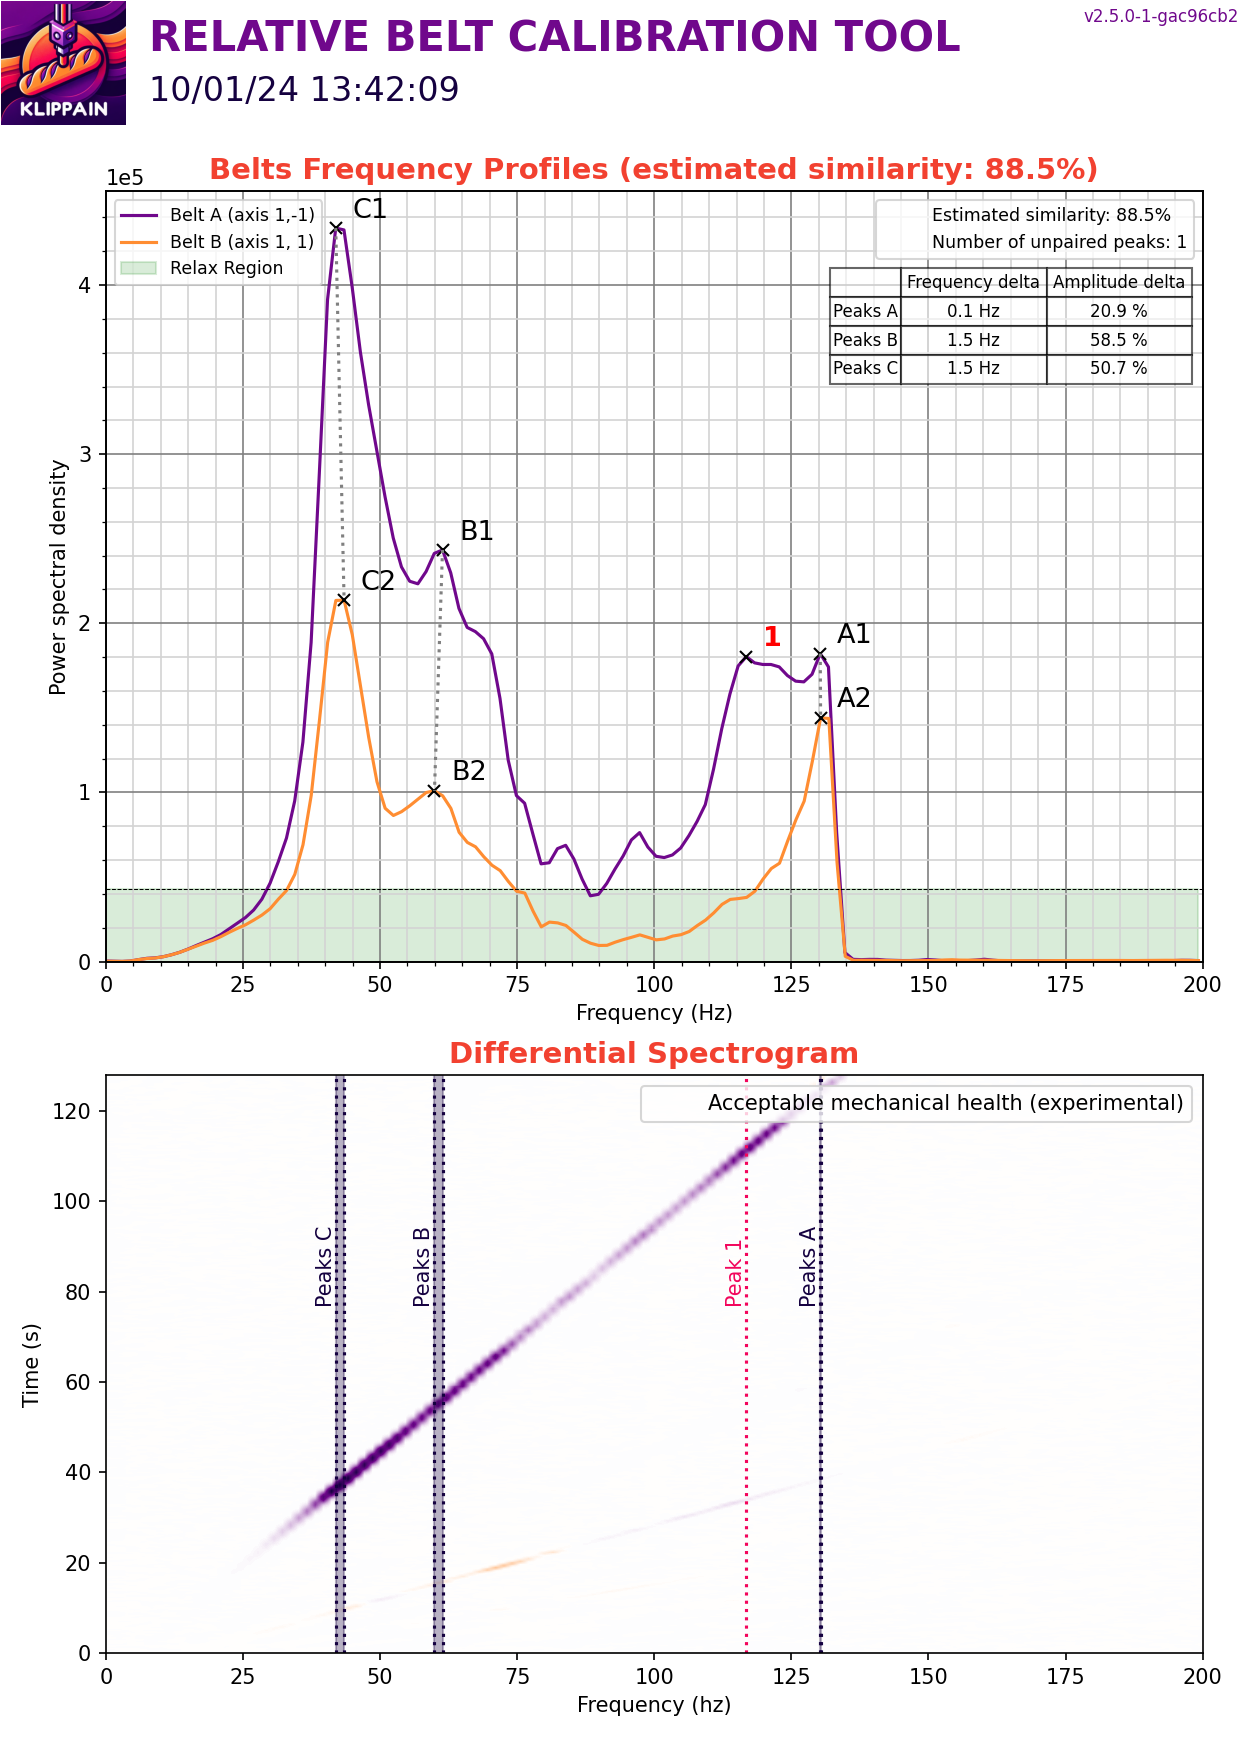 v2.5.0-1-gac96cb2
RELATIVE BELT CALIBRATION TOOL
10/01/24 13:42:09
KLIPPAIN
Belts Frequency Profiles (estimated similarity: 88.5%)
1e5
Belt A (axis 1,-1)
Belt B (axis 1, 1)
Relax Region
Estimated similarity: 88.5%
Number of unpaired peaks: 1
Frequency delta Amplitude delta
Peaks A 0.1 Hz 20.9 %
Peaks B 1.5 Hz 58.5 %
Peaks C 1.5 Hz 50.7 %
C1
C2
B1
B2
1
A1
A2
Power spectral density
4
3
2
1
0
0 25 50 75 100 125 150 175 200
Frequency (Hz)
Differential Spectrogram
Acceptable mechanical health (experimental)
Peaks C
Peaks B
Peak 1
Peaks A
Time (s)
120
100
80
60
40
20
0
0 25 50 75 100 125 150 175 200
Frequency (hz)